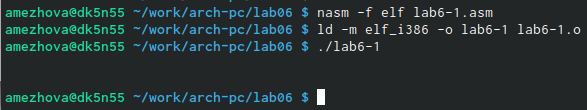 amezhova@dk5n55 ~/work/arch-pc/lab06 $ nasm -f elf lab6-1.asm
amezhova@dk5n55 ~/work/arch-pc/lab06 $ ld -m elf_i386 -o lab6-1 lab6-1.o
amezhova@dk5n55 ~/work/arch-pc/lab06 $ ./lab6-1
amezhova@dk5n55 ~/work/arch-pc/lab06 $